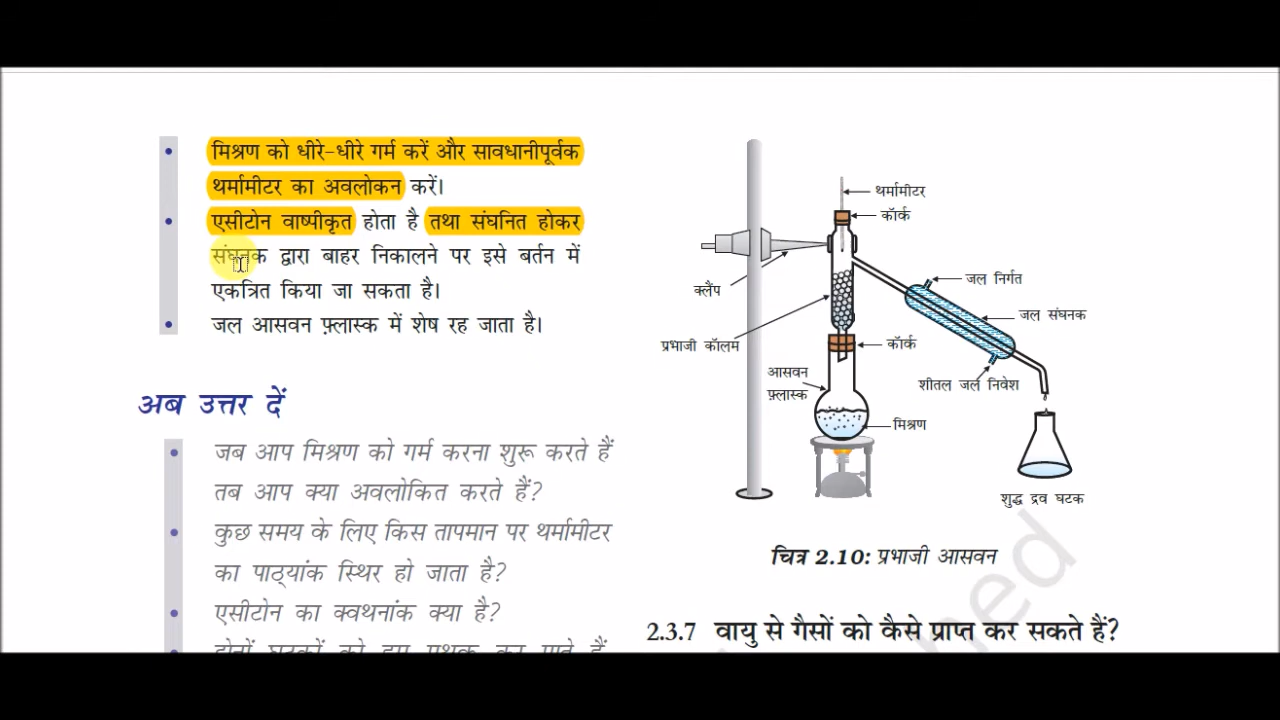 मिश्रण को धीरे-धीरे गर्म करें और सावधानीपूर्वक
थर्मामीटर का अवलोकन करें।
एसीटोन वाष्पीकृत होता है तथा संघनित होकर
संघनक द्वारा बाहर निकालने पर इसे बर्तन में
एकत्रित किया जा सकता है।
जल आसवन फ़्लास्क में शेष रह जाता है।
अब उत्तर दें
जब आप मिश्रण को गर्म करना शुरू करते हैं
तब आप क्या अवलोकित करते हैं?
कुछ समय के लिए किस तापमान पर थर्मामीटर
का पाठ्यांक स्थिर हो जाता है?
एसीटोन का क्वथनांक क्या है?
थर्मामीटर
कॉर्क
क्लैंप
जल निर्गत
जल संघनक
प्रभाजी कॉलम
कॉर्क
शीतल जल निवेश
आसवन
फ़्लास्क
मिश्रण
शुद्ध द्रव घटक
चित्र 2.10: प्रभाजी आसवन
2.3.7 वायु से गैसों को कैसे प्राप्त कर सकते हैं?